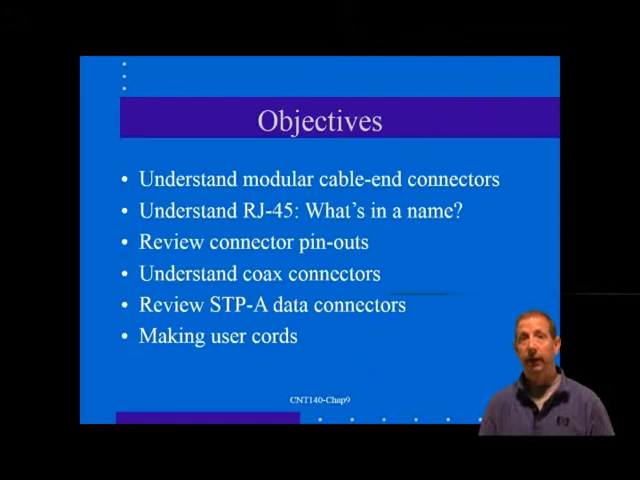 Objectives
• Understand modular cable-end connectors
• Understand RJ-45: What's in a name?
• Review connector pin-outs
• Understand coax connectors
• Review STP-A data connectors
• Making user cords
CNT140-Chap9